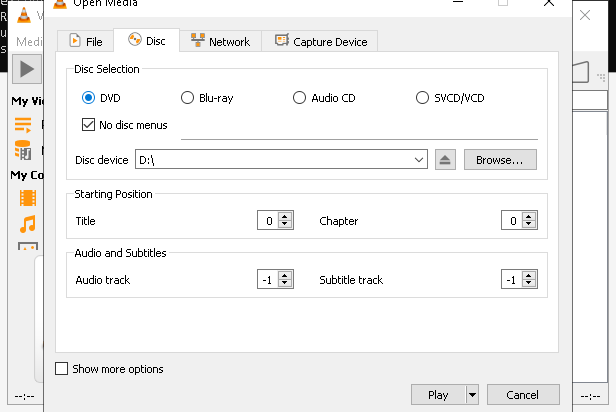 Open Media
Medi
File
Disc
Network
Capture Device
Disc Selection
DVD
Blu-ray
Audio CD
SVCD/VCD
My Vi
No disc menus
Disc device
D:\
Browse...
My Co
Starting Position
Title
0
Chapter
0
Audio and Subtitles
Audio track
-1
Subtitle track
-1
Show more options
--:--
Play
Cancel
--:--